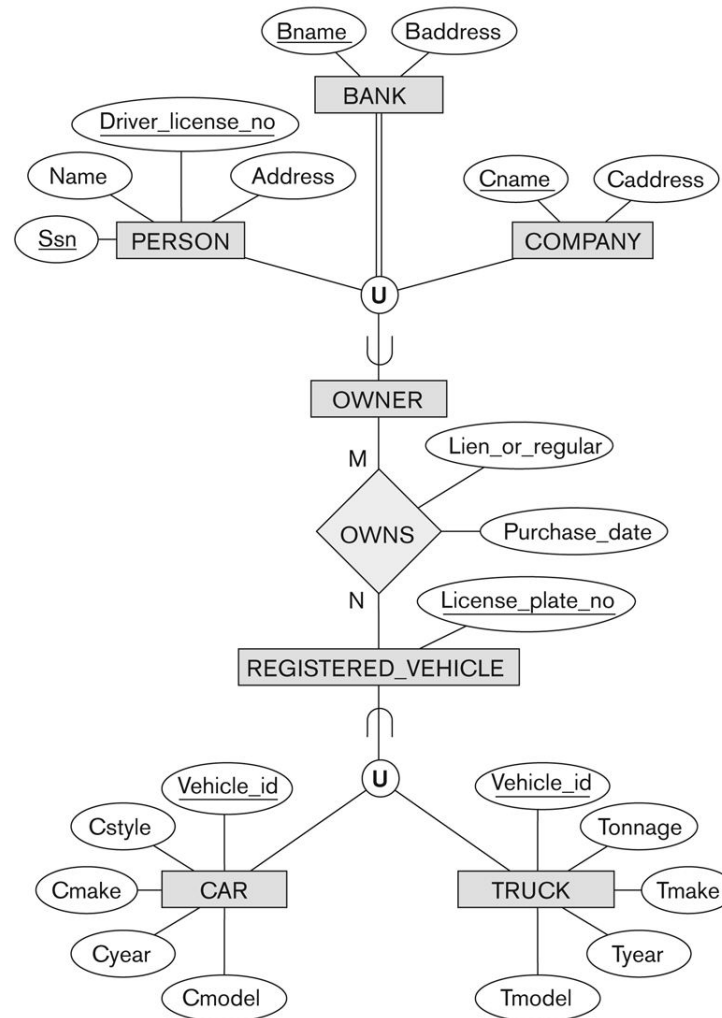 Bname
Baddress
BANK
Driver_license_no
Name
Address
Cname
Caddress
Ssn
PERSON
COMPANY
U
OWNER
M
Lien_or_regular
OWNS
Purchase_date
N
License_plate_no
REGISTERED_VEHICLE
U
Vehicle_id
Vehicle_id
Cstyle
Tonnage
Cmake
CAR
TRUCK
Tmake
Cyear
Tyear
Cmodel
Tmodel